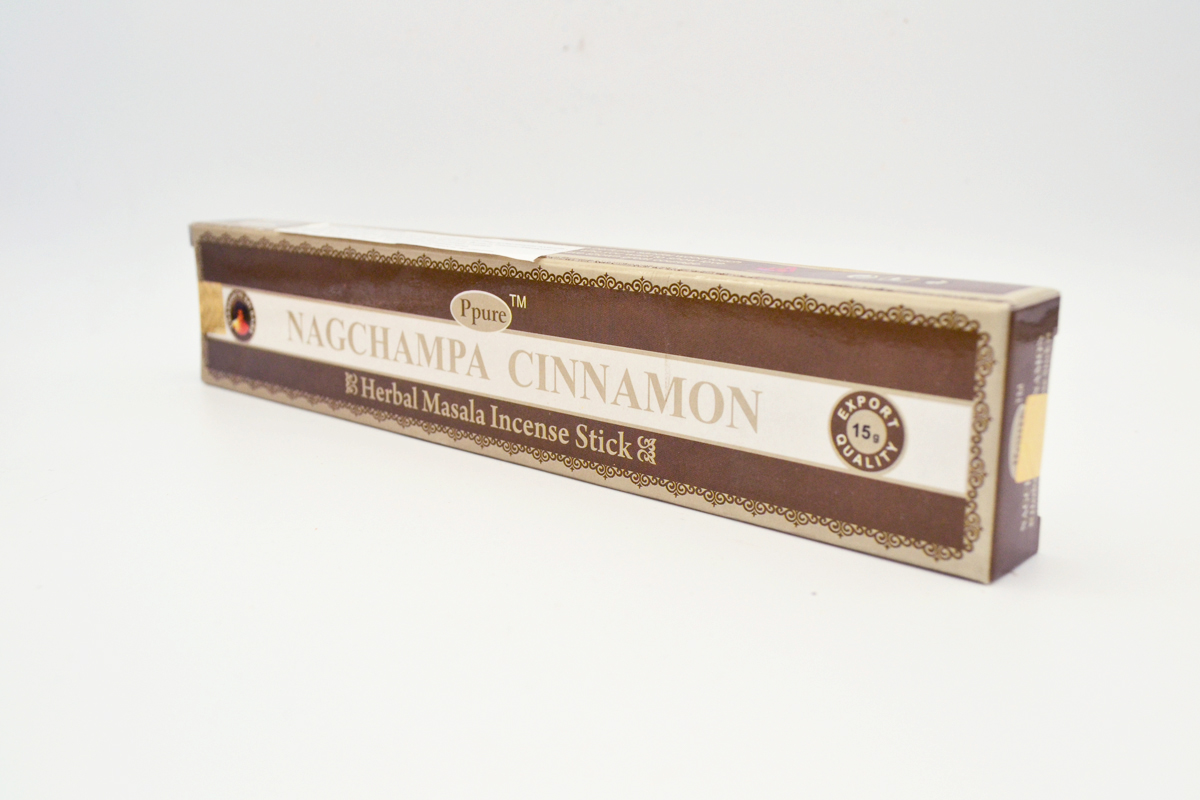 Ppure™
NAGCHAMPA CINNAMON
Herbal Masala Incense Stick
EXPORT
15g
QUALITY